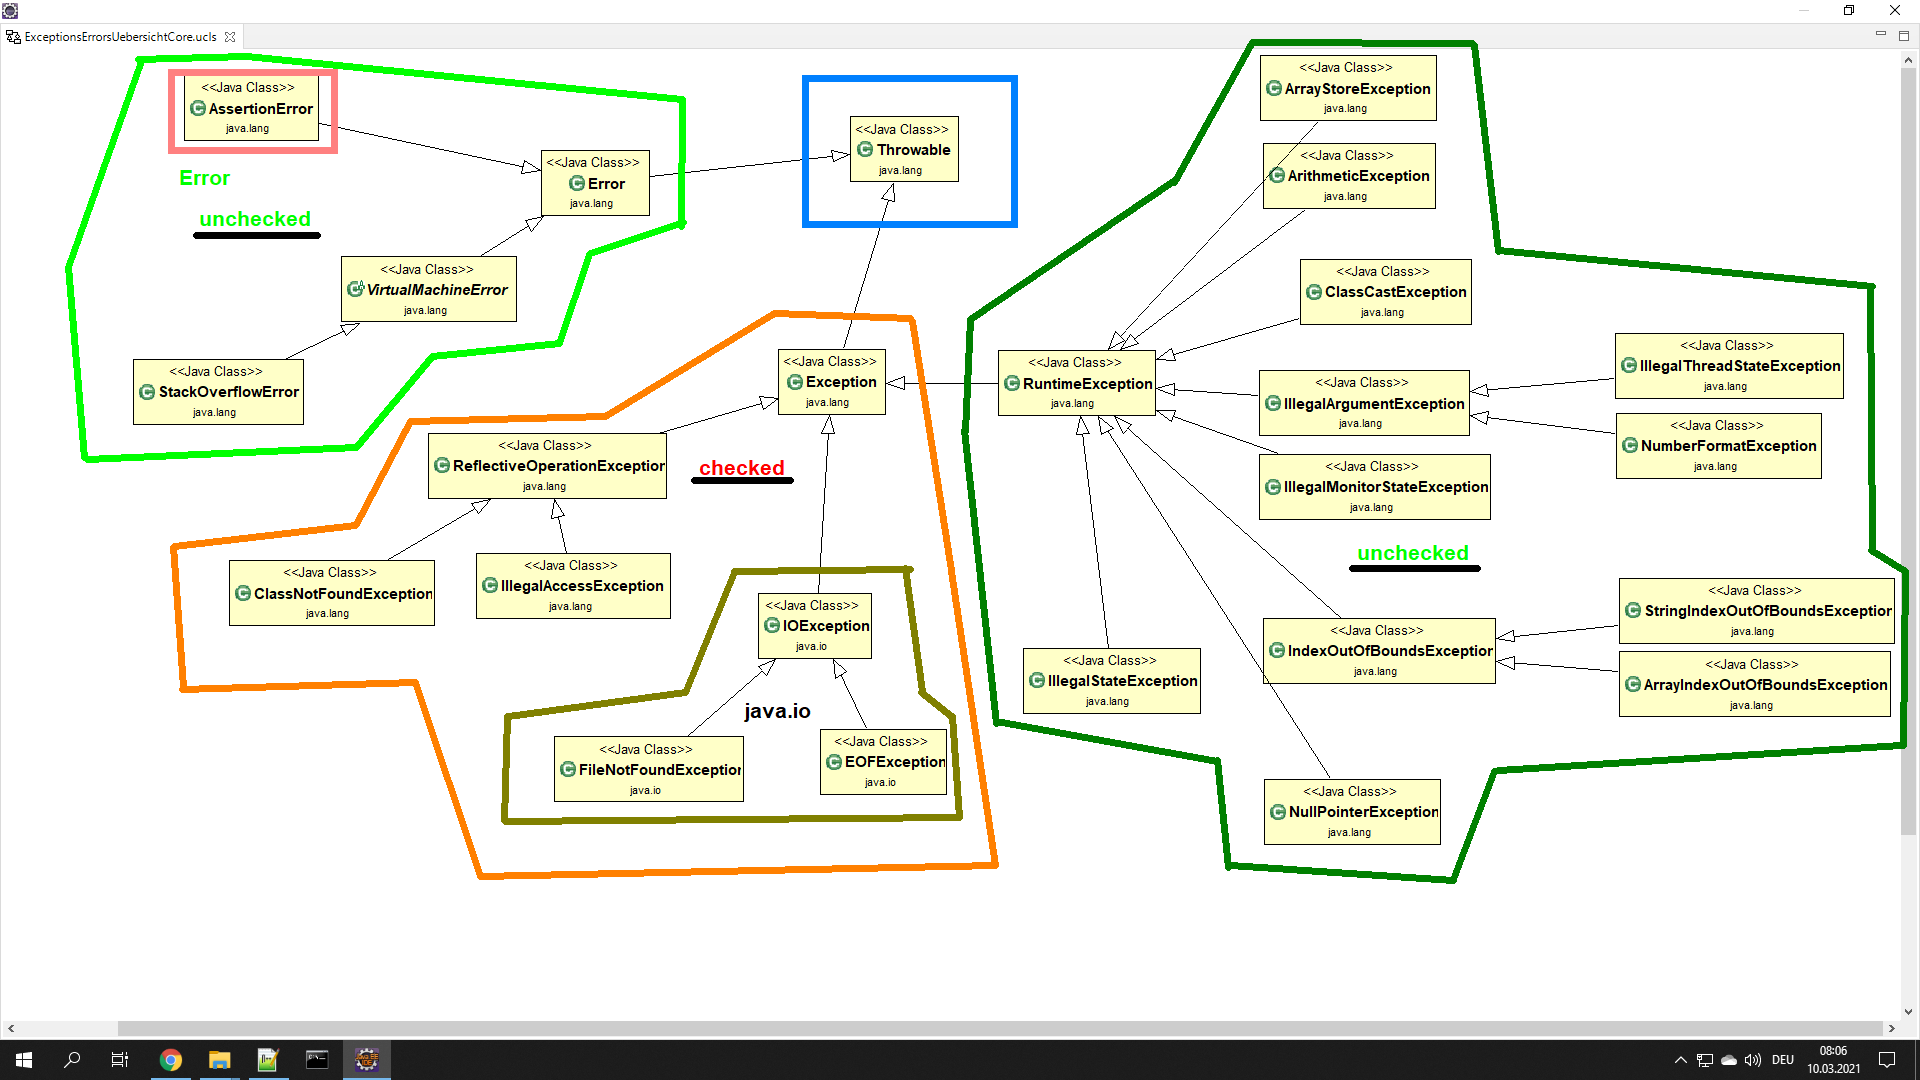 ExceptionsErrorsUebersichtCore.ucls
<<Java Class>>
AssertionError
java.lang
Error
unchecked
<<Java Class>>
Error
java.lang
<<Java Class>>
VirtualMachineError
java.lang
<<Java Class>>
StackOverflowError
java.lang
<<Java Class>>
Throwable
java.lang
<<Java Class>>
Exception
java.lang
<<Java Class>>
ReflectiveOperationException
java.lang
checked
<<Java Class>>
ClassNotFoundException
java.lang
<<Java Class>>
IllegalAccessException
java.lang
<<Java Class>>
IOException
java.io
java.io
<<Java Class>>
FileNotFoundException
java.io
<<Java Class>>
EOFException
java.io
<<Java Class>>
ArrayStoreException
java.lang
<<Java Class>>
ArithmeticException
java.lang
<<Java Class>>
ClassCastException
java.lang
<<Java Class>>
RuntimeException
java.lang
<<Java Class>>
IllegalArgumentException
java.lang
<<Java Class>>
IllegalThreadStateException
java.lang
<<Java Class>>
NumberFormatException
java.lang
<<Java Class>>
IllegalMonitorStateException
java.lang
unchecked
<<Java Class>>
StringIndexOutOfBoundsException
java.lang
<<Java Class>>
IndexOutOfBoundsException
java.lang
<<Java Class>>
ArrayIndexOutOfBoundsException
java.lang
<<Java Class>>
IllegalStateException
java.lang
<<Java Class>>
NullPointerException
java.lang
DEU
08:06
10.03.2021